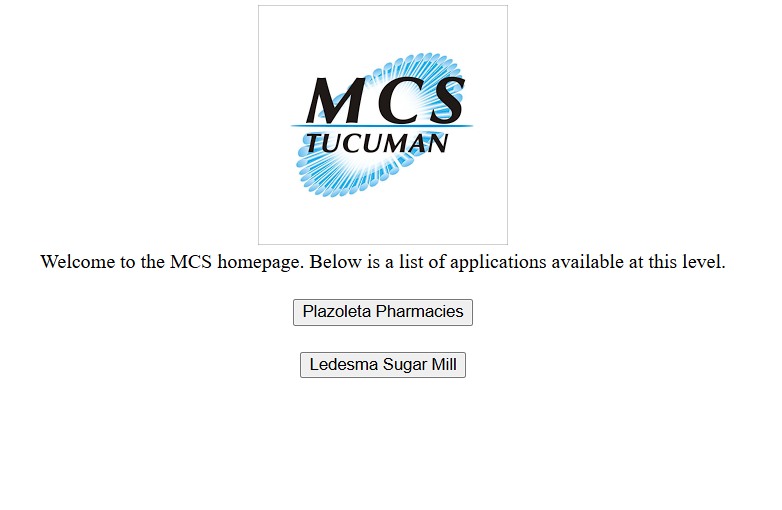 MCS
TUCUMAN
Welcome to the MCS homepage. Below is a list of applications available at this level.
Plazoleta Pharmacies
Ledesma Sugar Mill